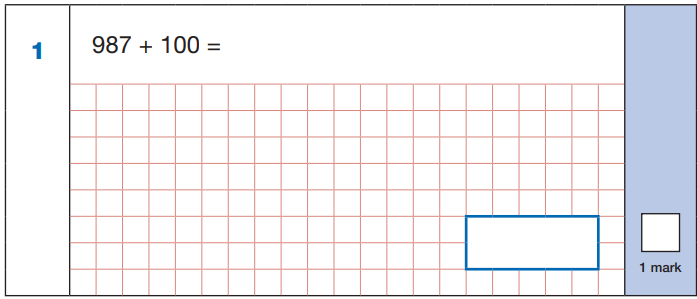 1
987 + 100 =
1 mark